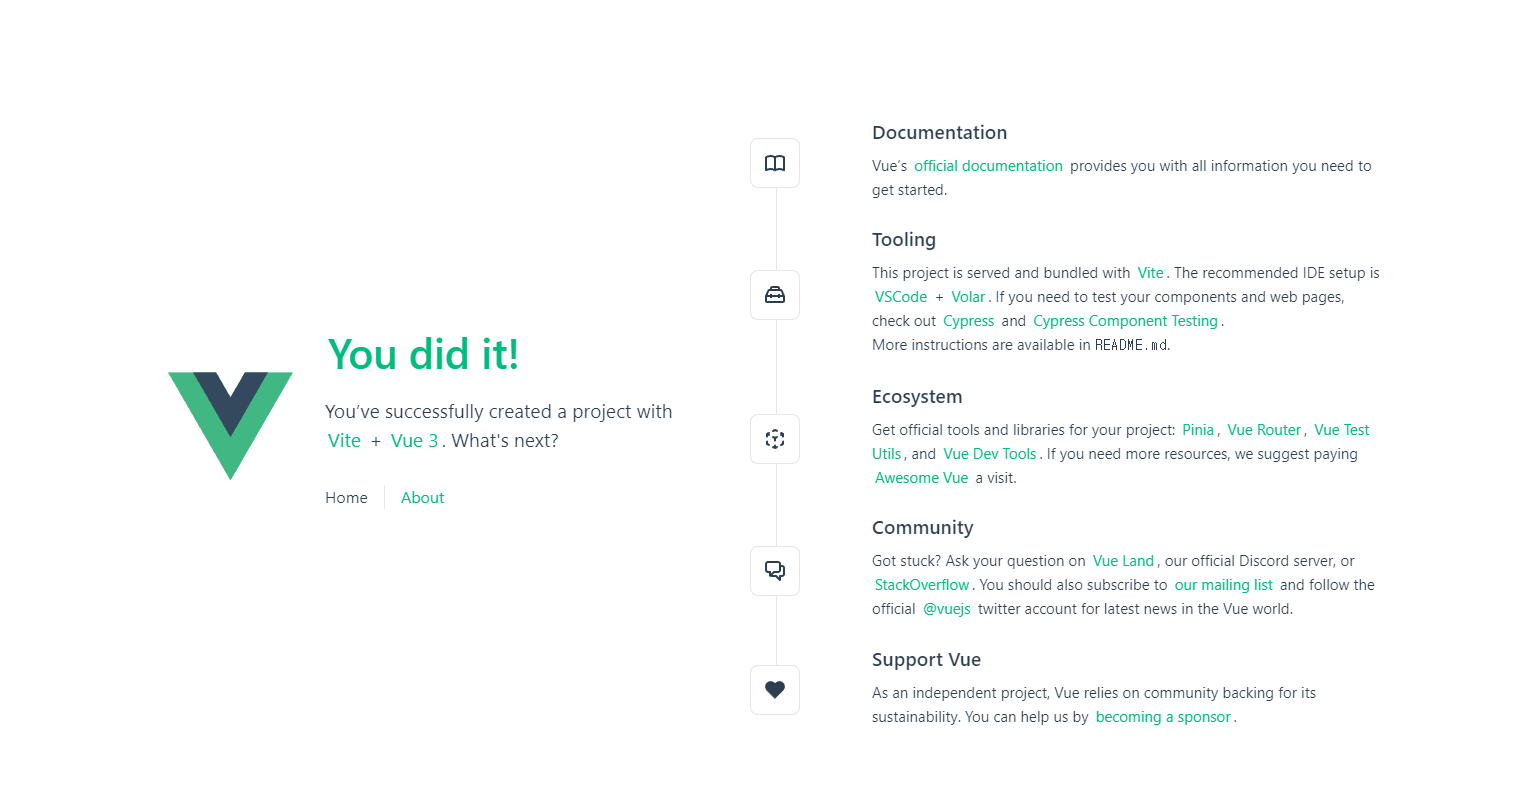 You did it!
You’ve successfully created a project with
Vite + Vue 3. What's next?
Home
About
Documentation
Vue’s official documentation provides you with all information you need to
get started.
Tooling
This project is served and bundled with Vite. The recommended IDE setup is
VSCode + Volar. If you need to test your components and web pages,
check out Cypress and Cypress Component Testing.
More instructions are available in README.md.
Ecosystem
Get official tools and libraries for your project: Pinia, Vue Router, Vue Test
Utils, and Vue Dev Tools. If you need more resources, we suggest paying
Awesome Vue a visit.
Community
Got stuck? Ask your question on Vue Land, our official Discord server, or
StackOverflow. You should also subscribe to our mailing list and follow the
official @vuejs twitter account for latest news in the Vue world.
Support Vue
As an independent project, Vue relies on community backing for its
sustainability. You can help us by becoming a sponsor.